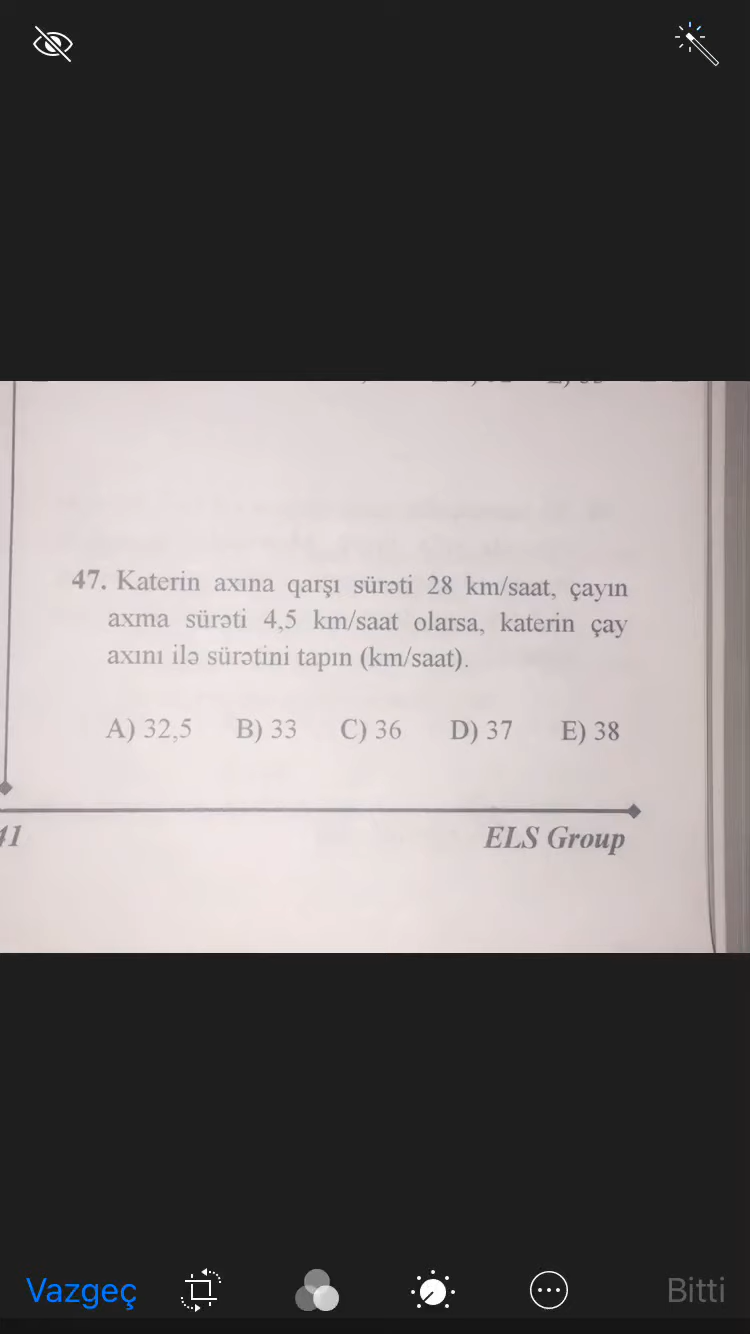 47. Katerin axına qarşı sürəti 28 km/saat, çayın
axma sürəti 4,5 km/saat olarsa, katerin çay
axını ilə sürətini tapın (km/saat).
A) 32,5 B) 33 C) 36 D) 37 E) 38
41
ELS Group
Vazgeç
Bitti